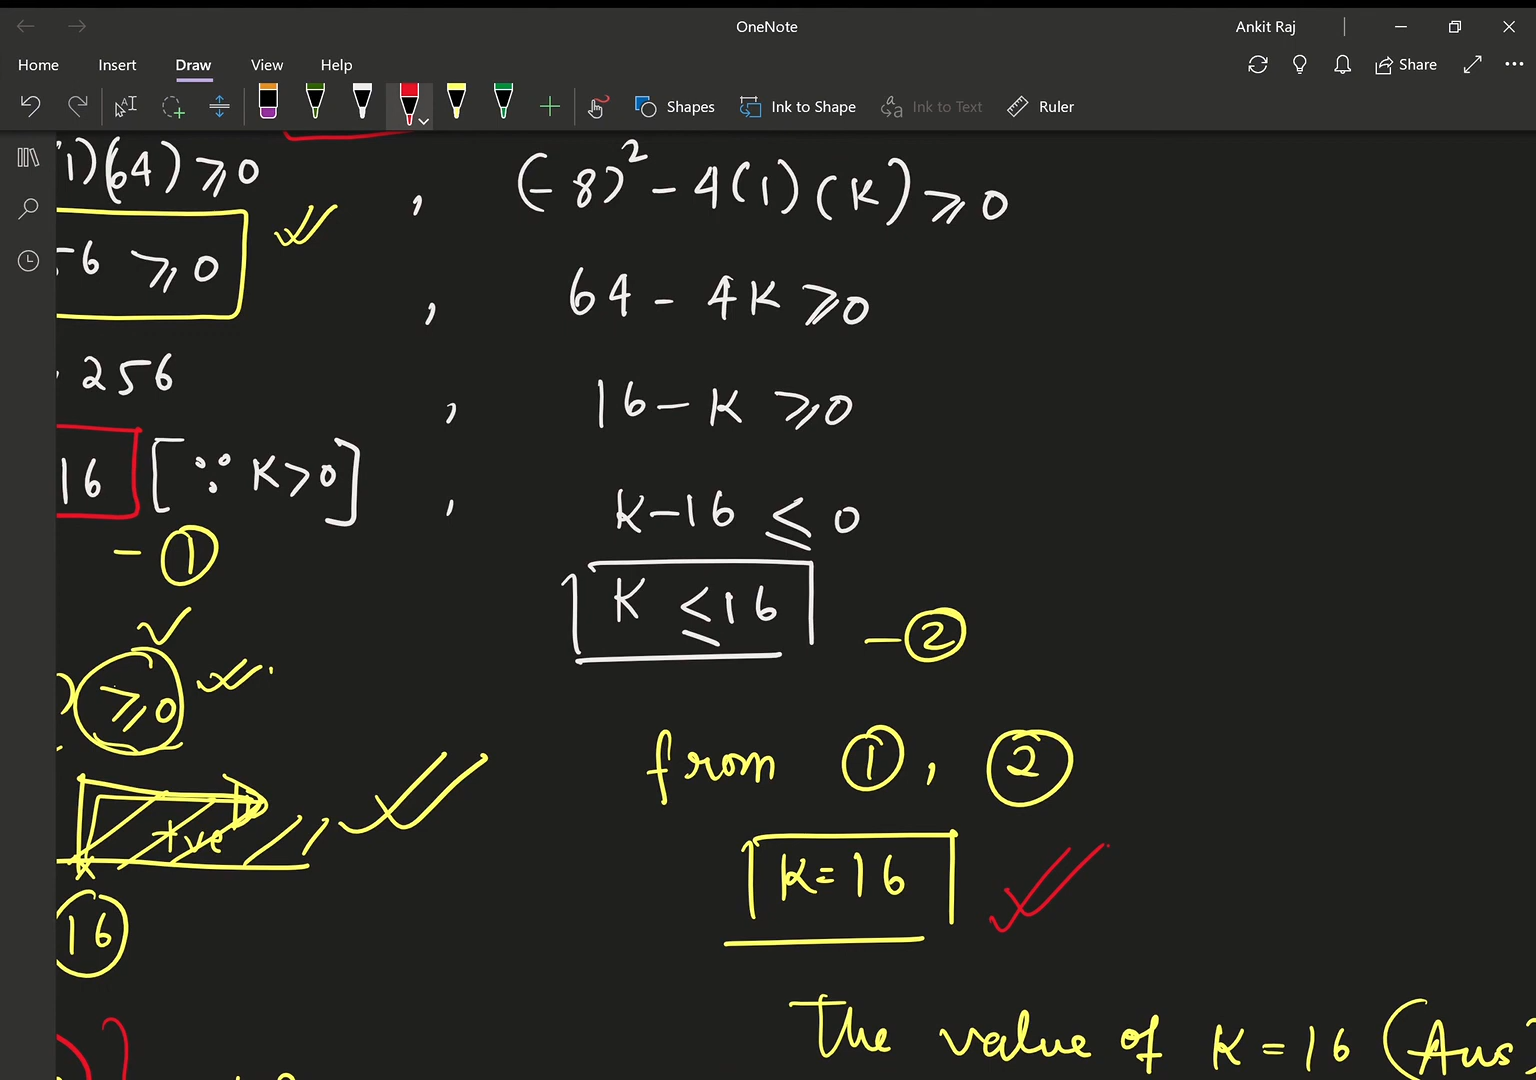 OneNote
Ankit Raj
Home Insert Draw View Help
Share
Shapes Ink to Shape Ink to Text Ruler
1)(64) ⩾ 0 , (-8)² - 4(1)(K) ⩾ 0
56 ⩾ 0 , 64 - 4K ⩾ 0
256 , 16 - K ⩾ 0
16 [∵ K>0] , K-16 ≤ 0
- ① K ≤ 16 - ②
) ⩾ 0
from ①, ②
+ve
K=16
16
The value of K = 16 (Ans)